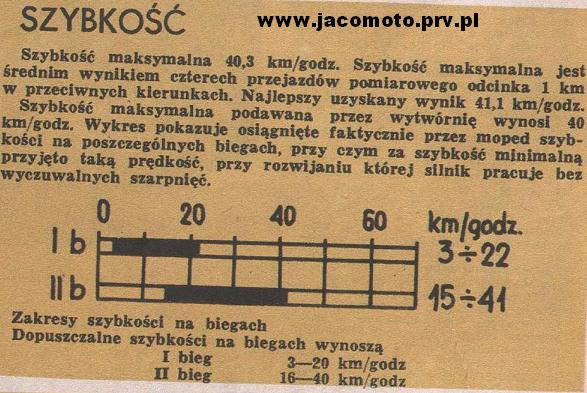 SZYBKOŚĆ
www.jacomoto.prv.pl
Szybkość maksymalna 40,3 km/godz. Szybkość maksymalna jest
średnim wynikiem czterech przejazdów pomiarowego odcinka 1 km
w przeciwnych kierunkach. Najlepszy uzyskany wynik 41,1 km/godz.
Szybkość maksymalna podawana przez wytwórnię wynosi 40
km/godz. Wykres pokazuje osiągnięte faktycznie przez moped szyb-
kości na poszczególnych biegach, przy czym za szybkość minimalną
przyjęto taką prędkość, przy rozwijaniu której silnik pracuje bez
wyczuwalnych szarpnięć.
0 20 40 60 km/godz.
I b 3÷22
II b 15÷41
Zakresy szybkości na biegach
Dopuszczalne szybkości na biegach wynoszą
I bieg 3—20 km/godz
II bieg 16—40 km/godz